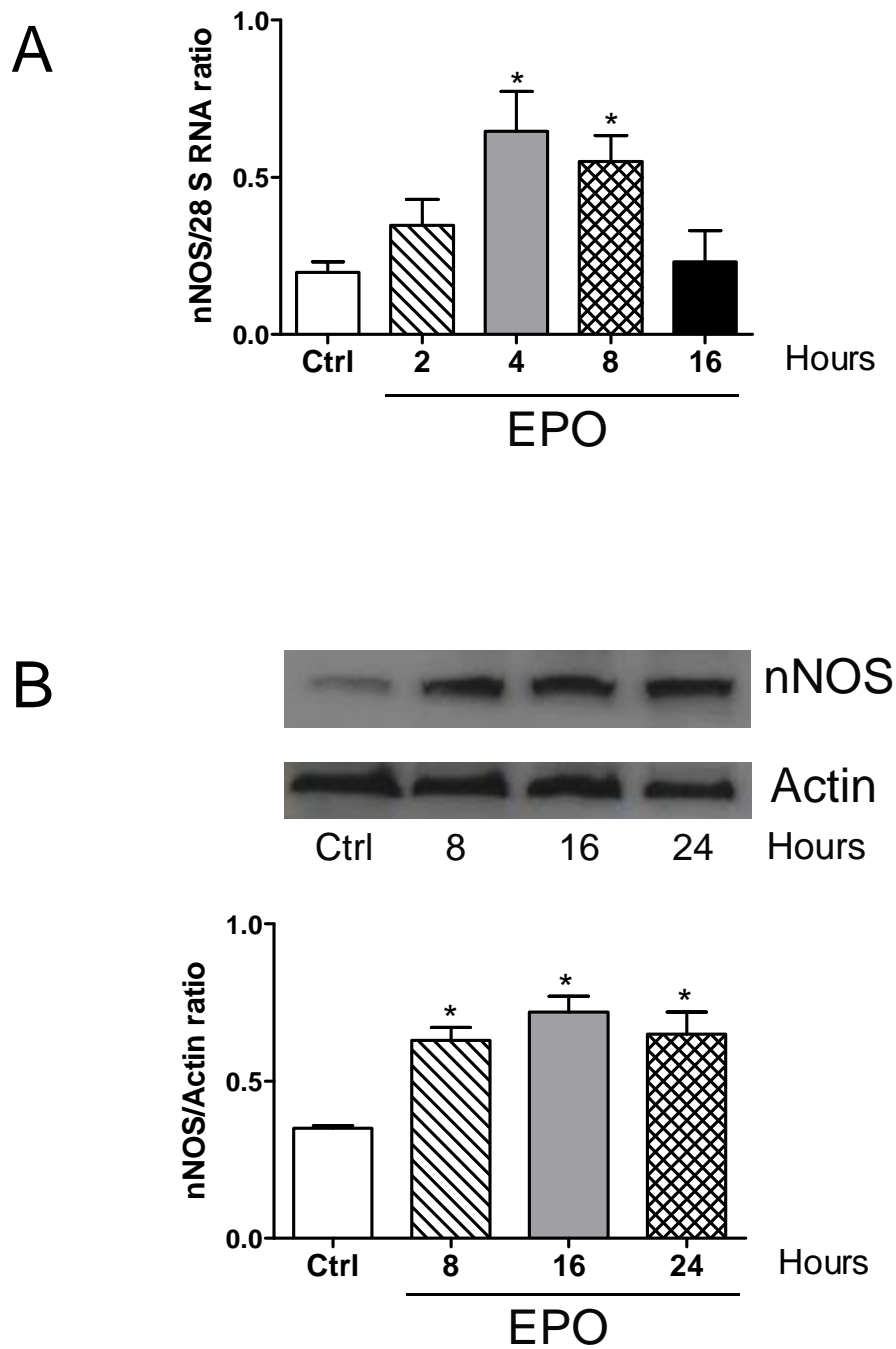 A
nNOS/28 S RNA ratio
1.0
0.5
0.0
* *
Ctrl 2 4 8 16 Hours
EPO
B
nNOS
Actin
Ctrl 8 16 24 Hours
nNOS/Actin ratio
1.0
0.5
0.0
* * *
Ctrl 8 16 24 Hours
EPO